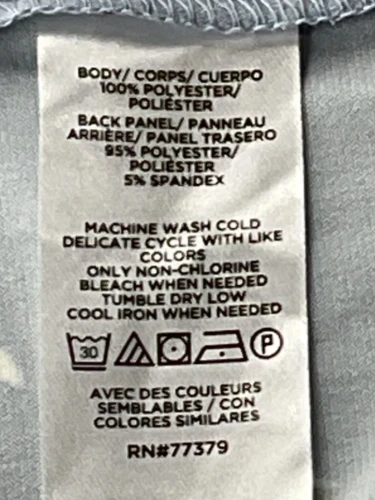 BODY/ CORPS/ CUERPO
100% POLYESTER/
POLIÉSTER
BACK PANEL/ PANNEAU
ARRIÈRE/ PANEL TRASERO
95% POLYESTER/
POLIÉSTER
5% SPANDEX
MACHINE WASH COLD
DELICATE CYCLE WITH LIKE
COLORS
ONLY NON-CHLORINE
BLEACH WHEN NEEDED
TUMBLE DRY LOW
COOL IRON WHEN NEEDED
30 P
AVEC DES COULEURS
SEMBLABLES / CON
COLORES SIMILARES
RN#77379